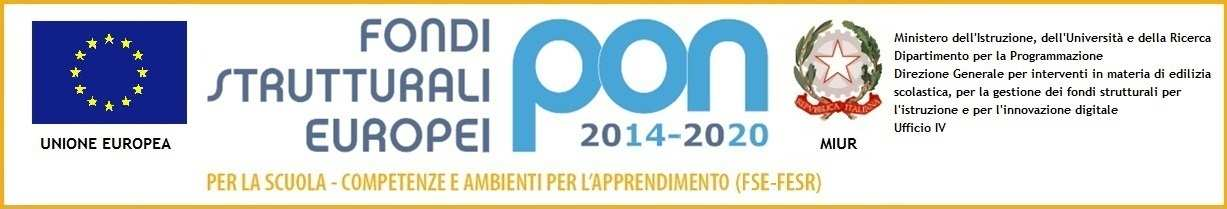 UNIONE EUROPEA
FONDI
STRUTTURALI
EUROPEI
pon
2014-2020
REPVBBLICA ITALIANA
MIUR
Ministero dell'Istruzione, dell'Università e della Ricerca
Dipartimento per la Programmazione
Direzione Generale per interventi in materia di edilizia
scolastica, per la gestione dei fondi strutturali per
l'istruzione e per l'innovazione digitale
Ufficio IV
PER LA SCUOLA - COMPETENZE E AMBIENTI PER L'APPRENDIMENTO (FSE-FESR)